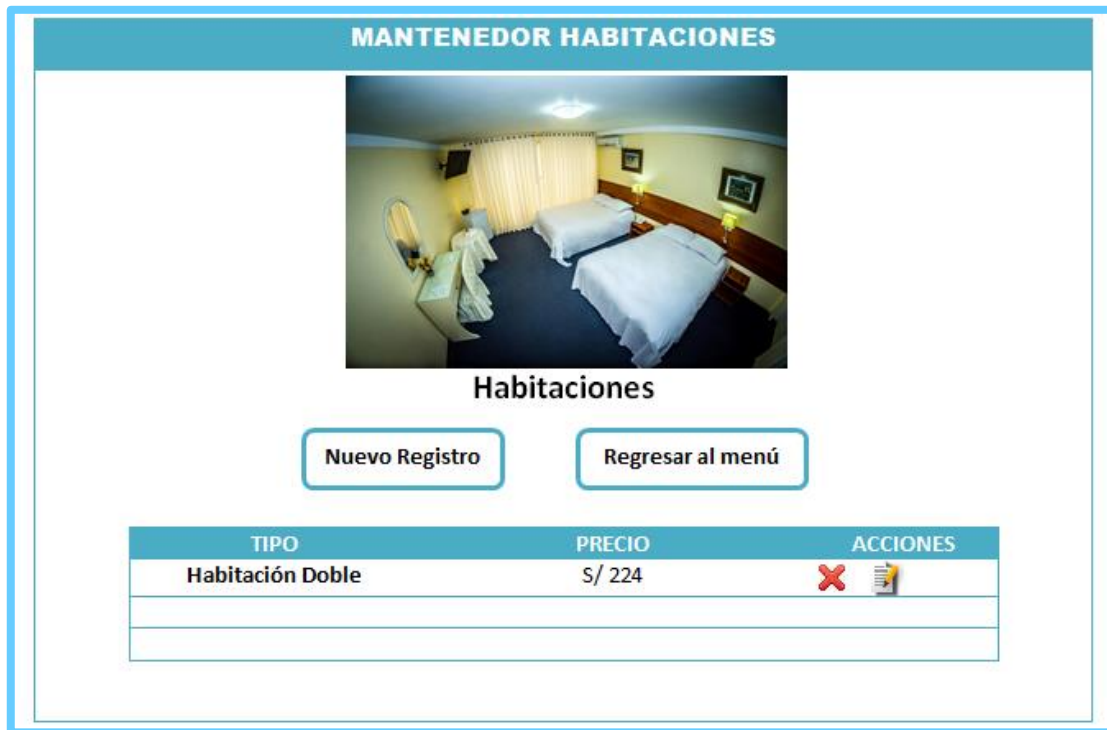 MANTENEDOR HABITACIONES
Habitaciones
Nuevo Registro Regresar al menú
TIPO PRECIO ACCIONES
Habitación Doble S/ 224